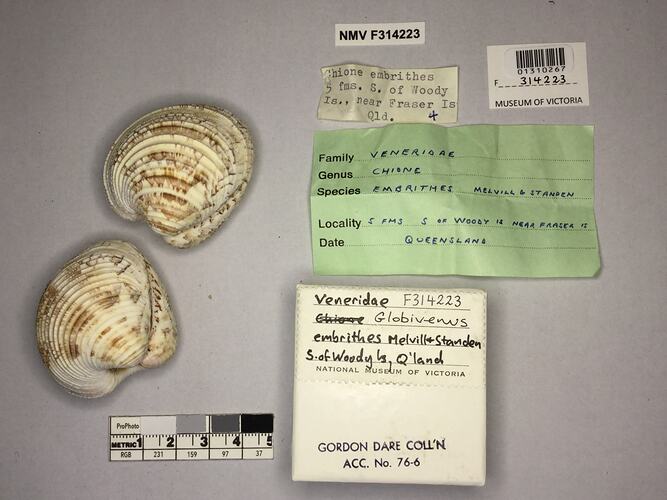 NMV F314223
Chione embrithes
5 fms. S. of Woody
Is., near Fraser Is
Qld. 4
01310267
F 314223
MUSEUM OF VICTORIA
Family VENERIDAE
Genus CHIONE
Species EMBRITHES MELVILL & STANDEN
Locality 5 FMS S OF WOODY IS NEAR FRASER IS
Date QUEENSLAND
Veneridae F314223
Chione Globivenus
embrithes Melvill & Standen
S. of Woody Is, Q'land
NATIONAL MUSEUM OF VICTORIA
GORDON DARE COLL'N
ACC. No. 76-6
ProPhoto
METRIC 1 2 3 4 5
RGB 231 159 97 37